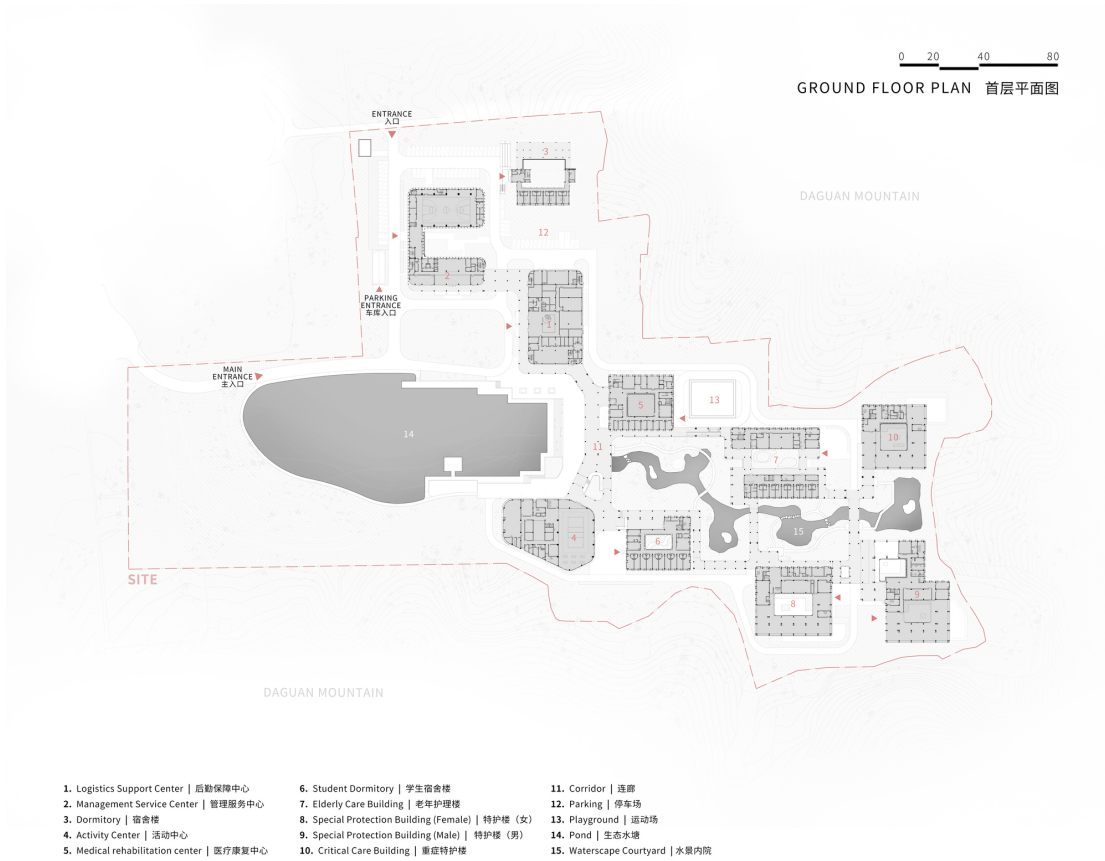 0 20 40 80
GROUND FLOOR PLAN 首层平面图
ENTRANCE
入口
3
DAGUAN MOUNTAIN
12
2
PARKING
ENTRANCE
车库入口
1
MAIN
ENTRANCE
主入口
5
13
14
11
10
7
15
4
6
SITE
9
8
DAGUAN MOUNTAIN
1. Logistics Support Center | 后勤保障中心
2. Management Service Center | 管理服务中心
3. Dormitory | 宿舍楼
4. Activity Center | 活动中心
5. Medical rehabilitation center | 医疗康复中心
6. Student Dormitory | 学生宿舍楼
7. Elderly Care Building | 老年护理楼
8. Special Protection Building (Female) | 特护楼（女）
9. Special Protection Building (Male) | 特护楼（男）
10. Critical Care Building | 重症特护楼
11. Corridor | 连廊
12. Parking | 停车场
13. Playground | 运动场
14. Pond | 生态水塘
15. Waterscape Courtyard | 水景内院